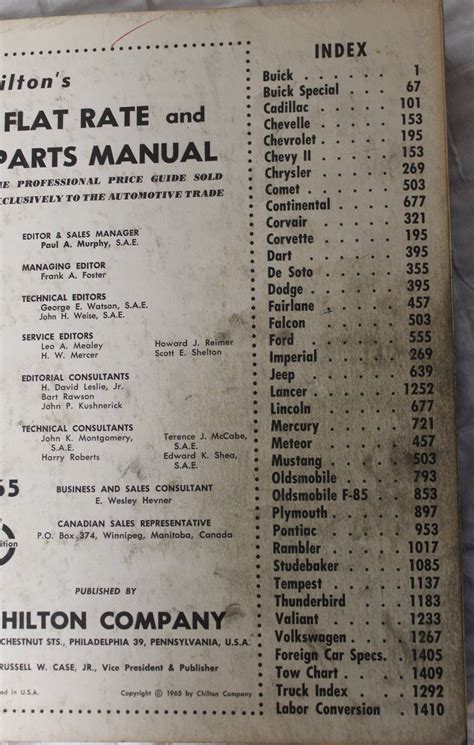 ilton's
FLAT RATE and
PARTS MANUAL
HE PROFESSIONAL PRICE GUIDE SOLD
XCLUSIVELY TO THE AUTOMOTIVE TRADE
EDITOR & SALES MANAGER
Paul A. Murphy, S.A.E.
MANAGING EDITOR
Frank A. Foster
TECHNICAL EDITORS
George E. Watson, S.A.E.
John H. Weise, S.A.E.
SERVICE EDITORS
Leo A. Mealey Howard J. Reimer
H. W. Mercer Scott E. Shelton
EDITORIAL CONSULTANTS
H. David Leslie, Jr.
Bart Rawson
John P. Kushnerick
TECHNICAL CONSULTANTS
John K. Montgomery, S.A.E. Terence J. McCabe, S.A.E.
Harry Roberts Edward K. Shea, S.A.E.
65 BUSINESS AND SALES CONSULTANT
E. Wesley Hevner
CANADIAN SALES REPRESENTATIVE
P.O. Box 374, Winnipeg, Manitoba, Canada
ition
PUBLISHED BY
HILTON COMPANY
CHESTNUT STS., PHILADELPHIA 39, PENNSYLVANIA, U.S.A.
RUSSELL W. CASE, JR., Vice President & Publisher
ed in U.S.A. Copyright © 1965 by Chilton Company
INDEX
Buick . . . . . . 1
Buick Special . . . 67
Cadillac . . . . . 101
Chevelle . . . . . 153
Chevrolet . . . . . 195
Chevy II . . . . . 153
Chrysler . . . . . 269
Comet . . . . . 503
Continental . . . . 677
Corvair . . . . . 321
Corvette . . . . . 195
Dart . . . . . . 395
De Soto . . . . . 355
Dodge . . . . . . 395
Fairlane . . . . . 457
Falcon . . . . . 503
Ford . . . . . . 555
Imperial . . . . . 269
Jeep . . . . . . 639
Lancer . . . . . 1252
Lincoln . . . . . 677
Mercury . . . . . 721
Meteor . . . . . 457
Mustang . . . . . 503
Oldsmobile . . . . 793
Oldsmobile F-85 . . 853
Plymouth . . . . . 897
Pontiac . . . . . 953
Rambler . . . . . 1017
Studebaker . . . . 1085
Tempest . . . . . 1137
Thunderbird . . . 1183
Valiant . . . . . 1233
Volkswagen . . . . 1267
Foreign Car Specs. . 1405
Tow Chart . . . . 1409
Truck Index . . . . 1292
Labor Conversion . . 1410